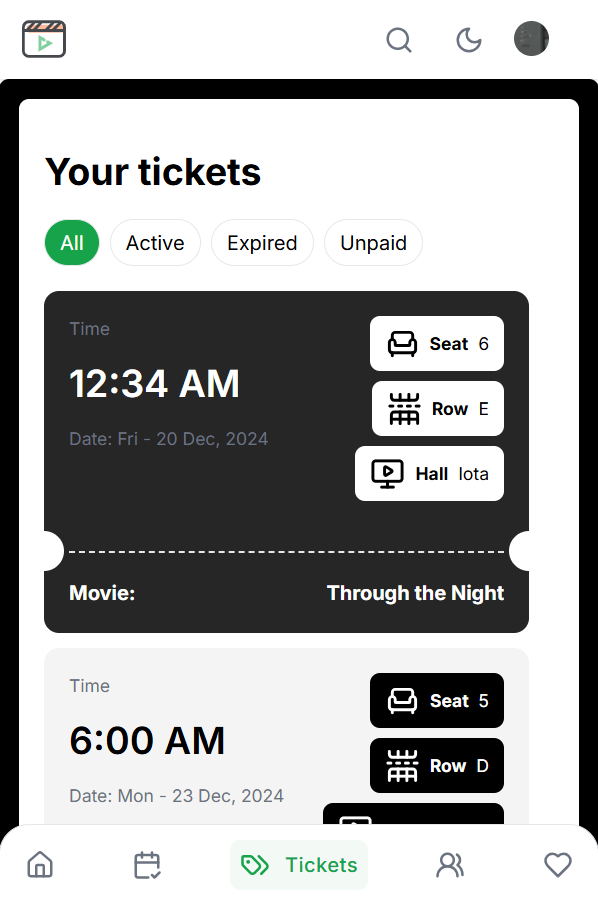 Your tickets
All Active Expired Unpaid
Time
12:34 AM
Date: Fri - 20 Dec, 2024
Seat 6
Row E
Hall Iota
Movie: Through the Night
Time
6:00 AM
Date: Mon - 23 Dec, 2024
Seat 5
Row D
Tickets